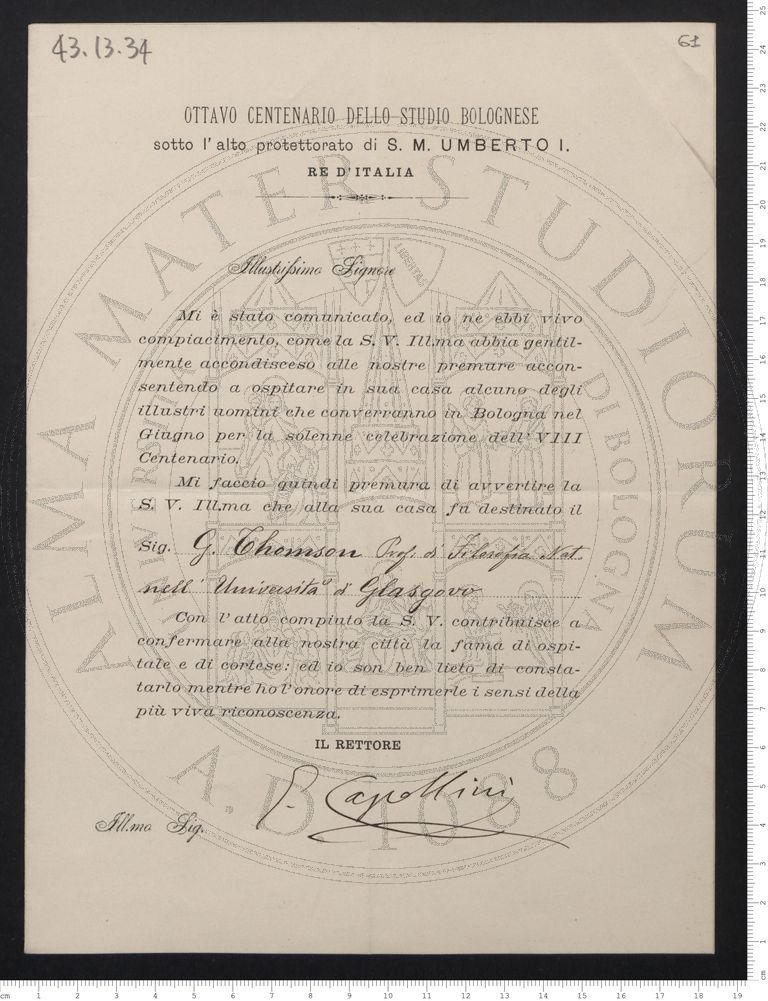 43.13.34
61
OTTAVO CENTENARIO DELLO STUDIO BOLOGNESE
sotto l'alto protettorato di S. M. UMBERTO I.
RE D'ITALIA
Illustrissimo Signore
Mi è stato comunicato, ed io ne ebbi vivo
compiacimento, come la S. V. Ill.ma abbia gentil-
mente accondisceso alle nostre premure accon-
sentendo a ospitare in sua casa alcuno degli
illustri uomini che converranno in Bologna nel
Giugno per la solenne celebrazione dell'VIII
Centenario.
Mi faccio quindi premura di avvertire la
S. V. Ill.ma che alla sua casa fu destinato il
Sig. G. Thomson Prof. d' Filosofia Nat.
nell' Università d' Glasgovv
Con l'atto compiuto la S. V. contribuisce a
confermare alla nostra città la fama di ospi-
tale e di cortese: ed io son ben lieto di consta-
tarlo mentre ho l'onore di esprimerle i sensi della
più viva riconoscenza.
IL RETTORE
G. Capellini
Ill.mo Sig.
ALMA MATER STUDIORUM
A.D. 1088
LIBERTAS